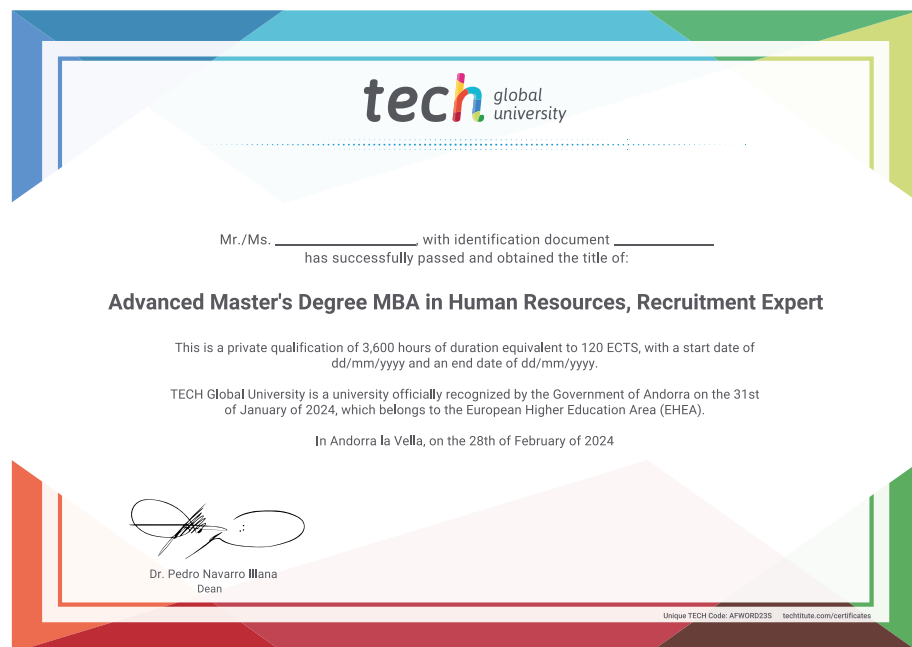 tech global university
Mr./Ms. ____________, with identification document ____________
has successfully passed and obtained the title of:
Advanced Master's Degree MBA in Human Resources, Recruitment Expert
This is a private qualification of 3,600 hours of duration equivalent to 120 ECTS, with a start date of
dd/mm/yyyy and an end date of dd/mm/yyyy.
TECH Global University is a university officially recognized by the Government of Andorra on the 31st
of January of 2024, which belongs to the European Higher Education Area (EHEA).
In Andorra la Vella, on the 28th of February of 2024
Dr. Pedro Navarro Illana
Dean
Unique TECH Code: AFWORD23S techtitute.com/certificates